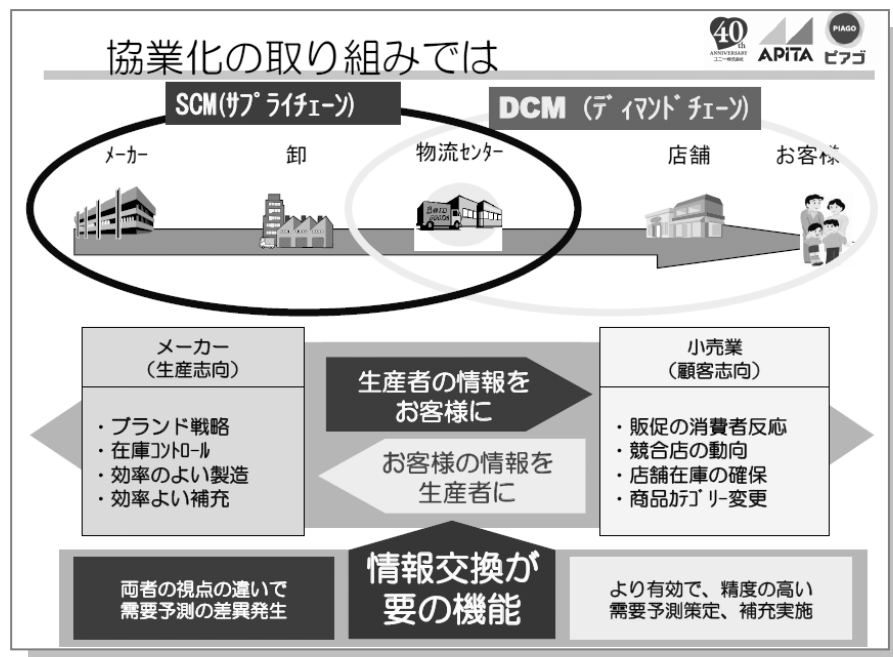 協業化の取り組みでは
40th
ANNIVERSARY
ユニー株式会社
APiTA
PIAGO
ピアゴ
SCM(ｻﾌﾟﾗｲﾁｪｰﾝ)
DCM (ﾃﾞｨﾏﾝﾄﾞﾁｪｰﾝ)
ﾒｰｶｰ
卸
物流ｾﾝﾀｰ
店舗
お客様
メーカー
（生産志向）
・ブランド戦略
・在庫ｺﾝﾄﾛｰﾙ
・効率のよい製造
・効率よい補充
生産者の情報を
お客様に
お客様の情報を
生産者に
小売業
（顧客志向）
・販促の消費者反応
・競合店の動向
・店舗在庫の確保
・商品ｶﾃｺﾞﾘｰ変更
両者の視点の違いで
需要予測の差異発生
情報交換が
要の機能
より有効で、精度の高い
需要予測策定、補充実施